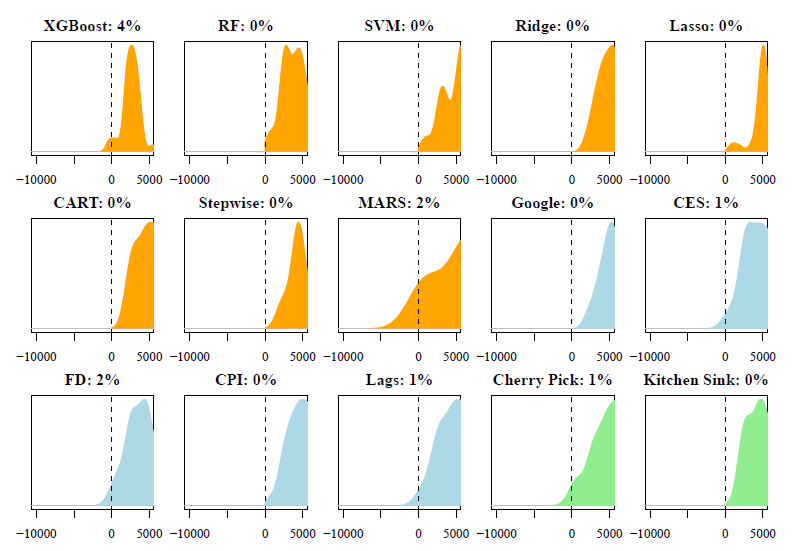 XGBoost: 4% RF: 0% SVM: 0% Ridge: 0% Lasso: 0%
−10000 0 5000 −10000 0 5000 −10000 0 5000 −10000 0 5000 −10000 0 5000
CART: 0% Stepwise: 0% MARS: 2% Google: 0% CES: 1%
−10000 0 5000 −10000 0 5000 −10000 0 5000 −10000 0 5000 −10000 0 5000
FD: 2% CPI: 0% Lags: 1% Cherry Pick: 1% Kitchen Sink: 0%
−10000 0 5000 −10000 0 5000 −10000 0 5000 −10000 0 5000 −10000 0 5000